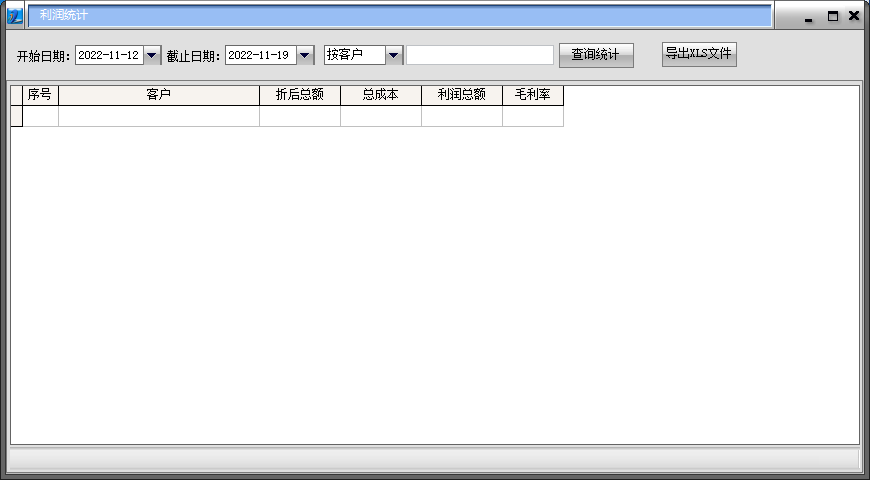 利润统计
开始日期: 2022-11-12 截止日期: 2022-11-19 按客户 查询统计 导出XLS文件
序号 客户 折后总额 总成本 利润总额 毛利率